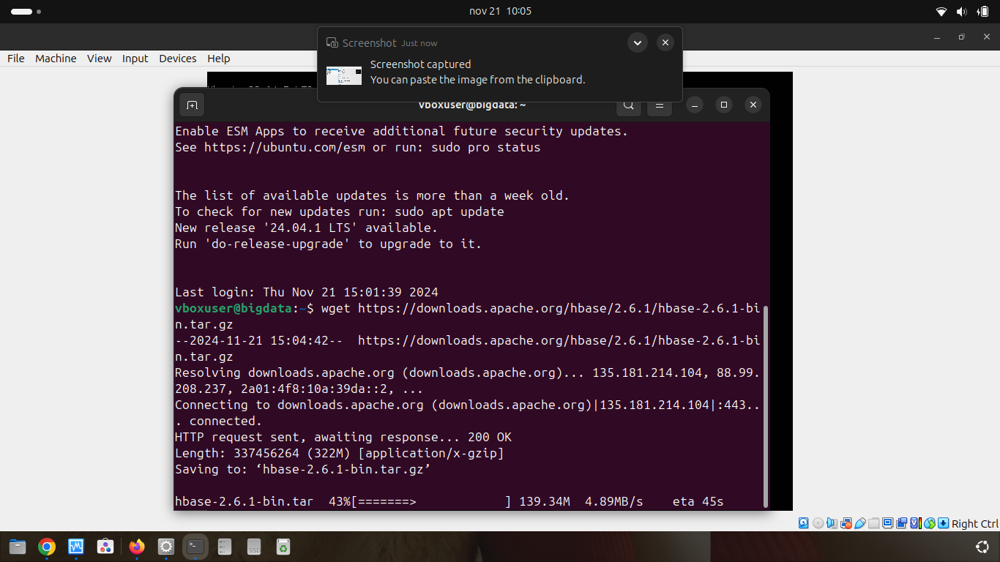 nov 21 10:05
Screenshot Just now
Screenshot captured
You can paste the image from the clipboard.
File Machine View Input Devices Help
vboxuser@bigdata: ~
Enable ESM Apps to receive additional future security updates.
See https://ubuntu.com/esm or run: sudo pro status
The list of available updates is more than a week old.
To check for new updates run: sudo apt update
New release '24.04.1 LTS' available.
Run 'do-release-upgrade' to upgrade to it.
Last login: Thu Nov 21 15:01:39 2024
vboxuser@bigdata:~$ wget https://downloads.apache.org/hbase/2.6.1/hbase-2.6.1-bi
n.tar.gz
--2024-11-21 15:04:42--  https://downloads.apache.org/hbase/2.6.1/hbase-2.6.1-bi
n.tar.gz
Resolving downloads.apache.org (downloads.apache.org)... 135.181.214.104, 88.99.
208.237, 2a01:4f8:10a:39da::2, ...
Connecting to downloads.apache.org (downloads.apache.org)|135.181.214.104|:443..
. connected.
HTTP request sent, awaiting response... 200 OK
Length: 337456264 (322M) [application/x-gzip]
Saving to: ‘hbase-2.6.1-bin.tar.gz’
hbase-2.6.1-bin.tar  43%[=======>            ] 139.34M  4.89MB/s    eta 45s
Right Ctrl
SSD